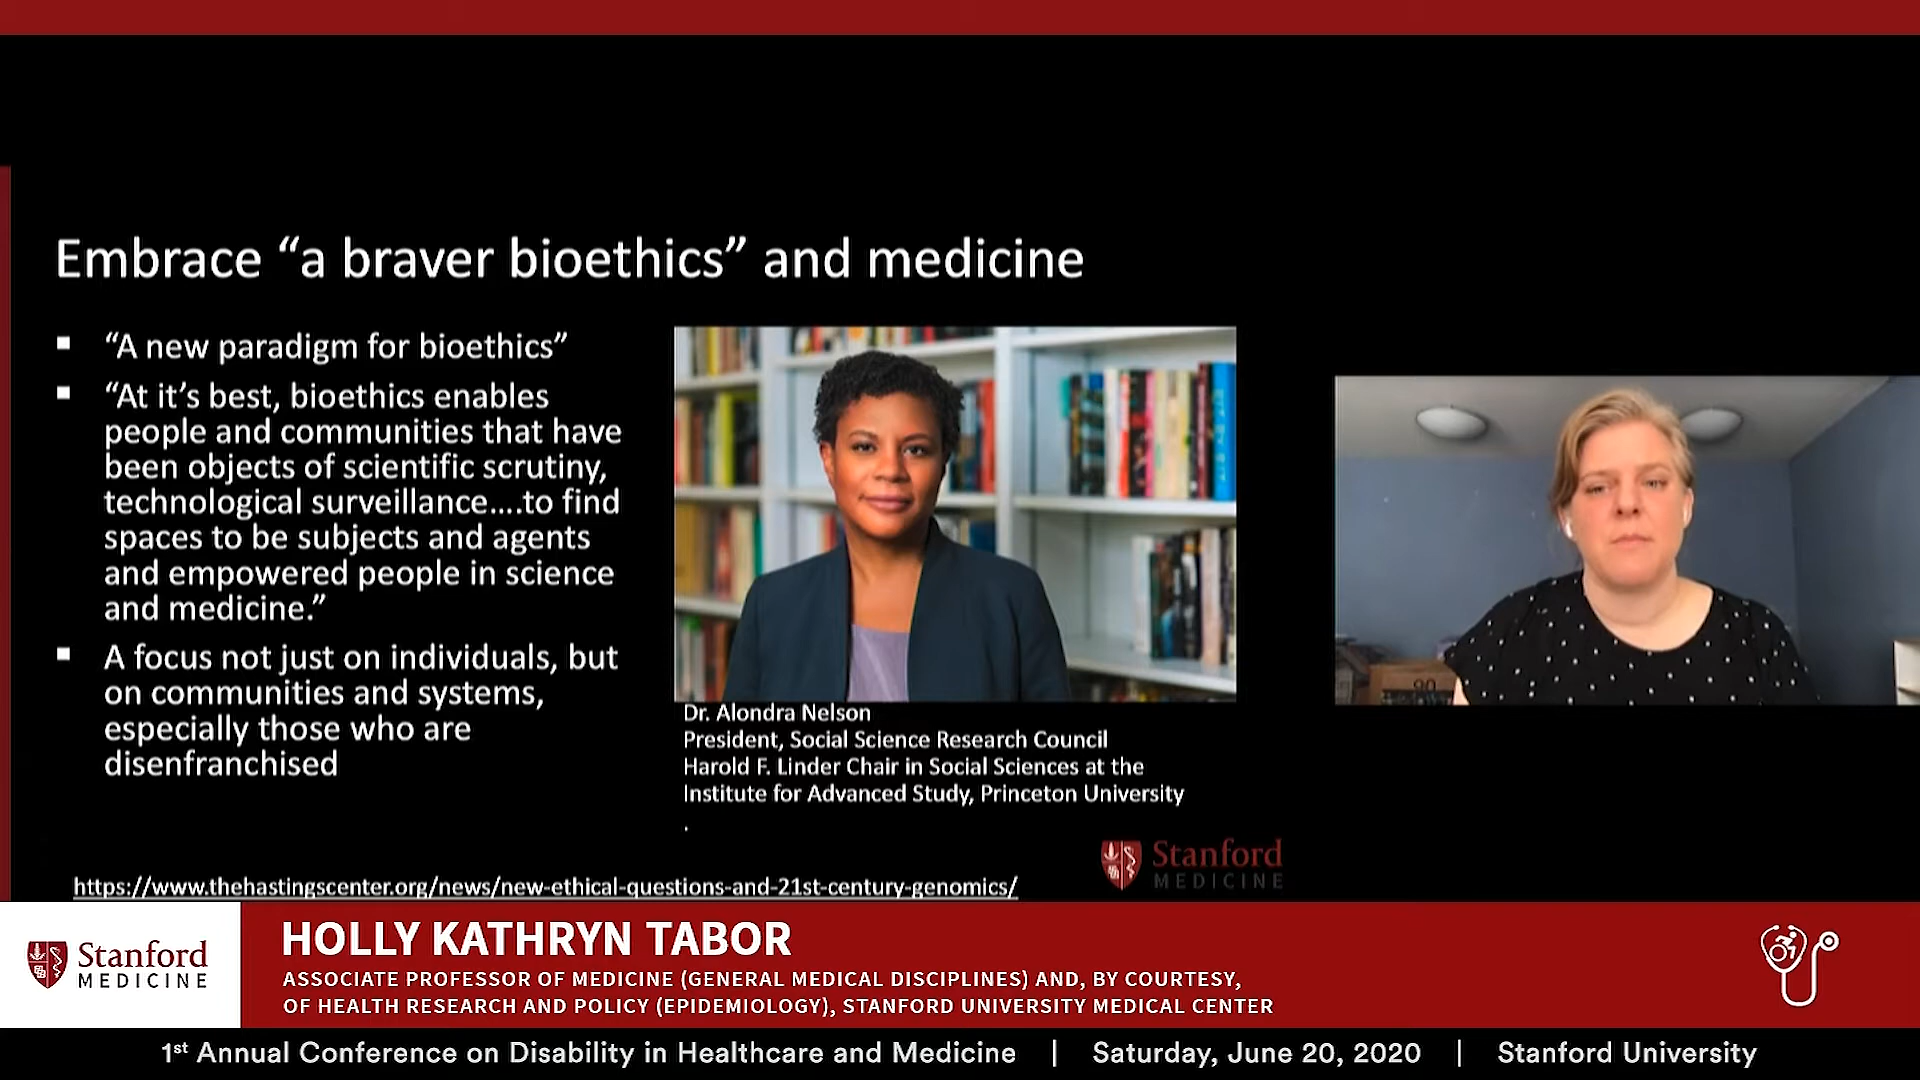 Embrace “a braver bioethics” and medicine
▪ “A new paradigm for bioethics”
▪ “At it’s best, bioethics enables
people and communities that have
been objects of scientific scrutiny,
technological surveillance....to find
spaces to be subjects and agents
and empowered people in science
and medicine.”
▪ A focus not just on individuals, but
on communities and systems,
especially those who are
disenfranchised
Dr. Alondra Nelson
President, Social Science Research Council
Harold F. Linder Chair in Social Sciences at the
Institute for Advanced Study, Princeton University
.
90
Stanford
MEDICINE
https://www.thehastingscenter.org/news/new-ethical-questions-and-21st-century-genomics/
Stanford
MEDICINE
HOLLY KATHRYN TABOR
ASSOCIATE PROFESSOR OF MEDICINE (GENERAL MEDICAL DISCIPLINES) AND, BY COURTESY,
OF HEALTH RESEARCH AND POLICY (EPIDEMIOLOGY), STANFORD UNIVERSITY MEDICAL CENTER
1st Annual Conference on Disability in Healthcare and Medicine | Saturday, June 20, 2020 | Stanford University